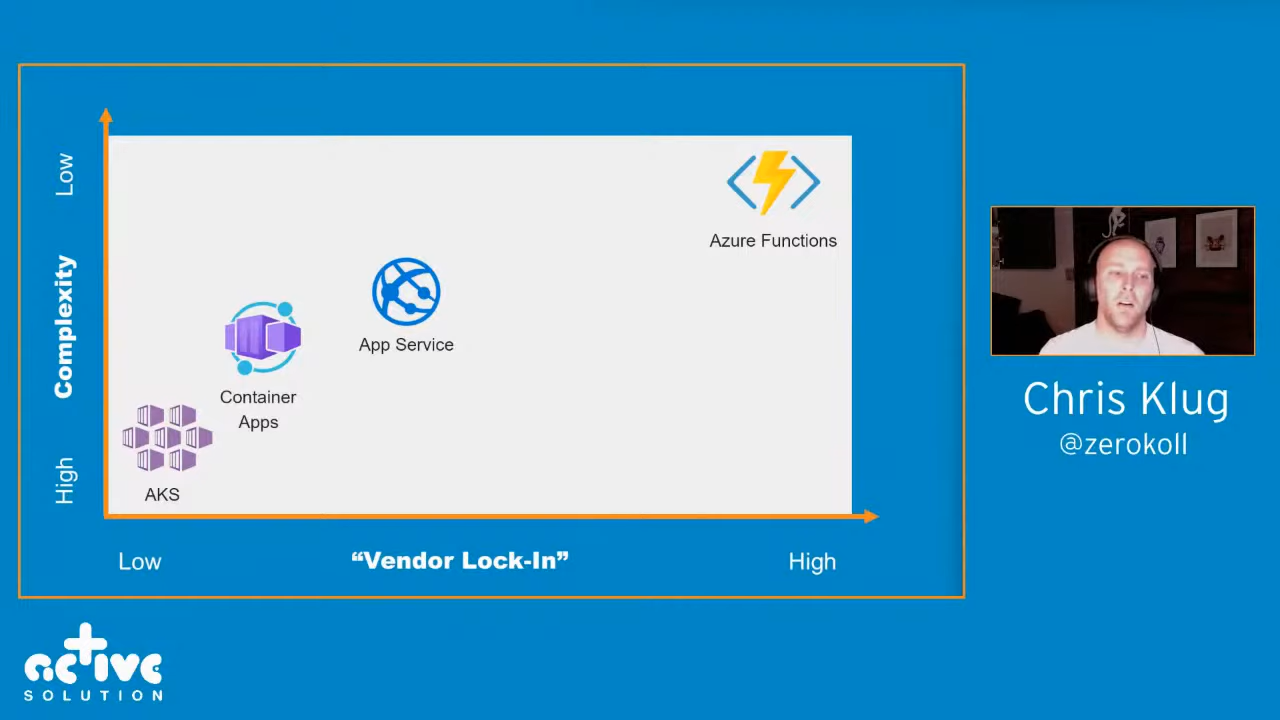 Low
Complexity
High
Azure Functions
App Service
Container
Apps
AKS
Low
“Vendor Lock-In”
High
Chris Klug
@zerokoll
active
SOLUTION